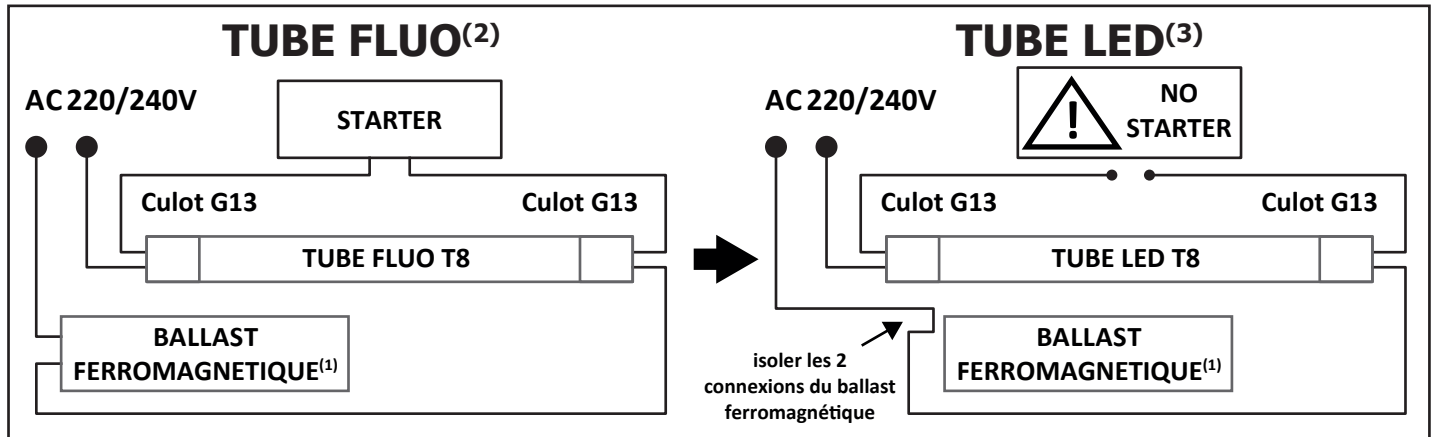 TUBE FLUO(2)
AC 220/240V
STARTER
Culot G13
Culot G13
TUBE FLUO T8
BALLAST
FERROMAGNETIQUE(1)
TUBE LED(3)
AC 220/240V
!
NO
STARTER
Culot G13
Culot G13
TUBE LED T8
isoler les 2
connexions du ballast
ferromagnétique
BALLAST
FERROMAGNETIQUE(1)